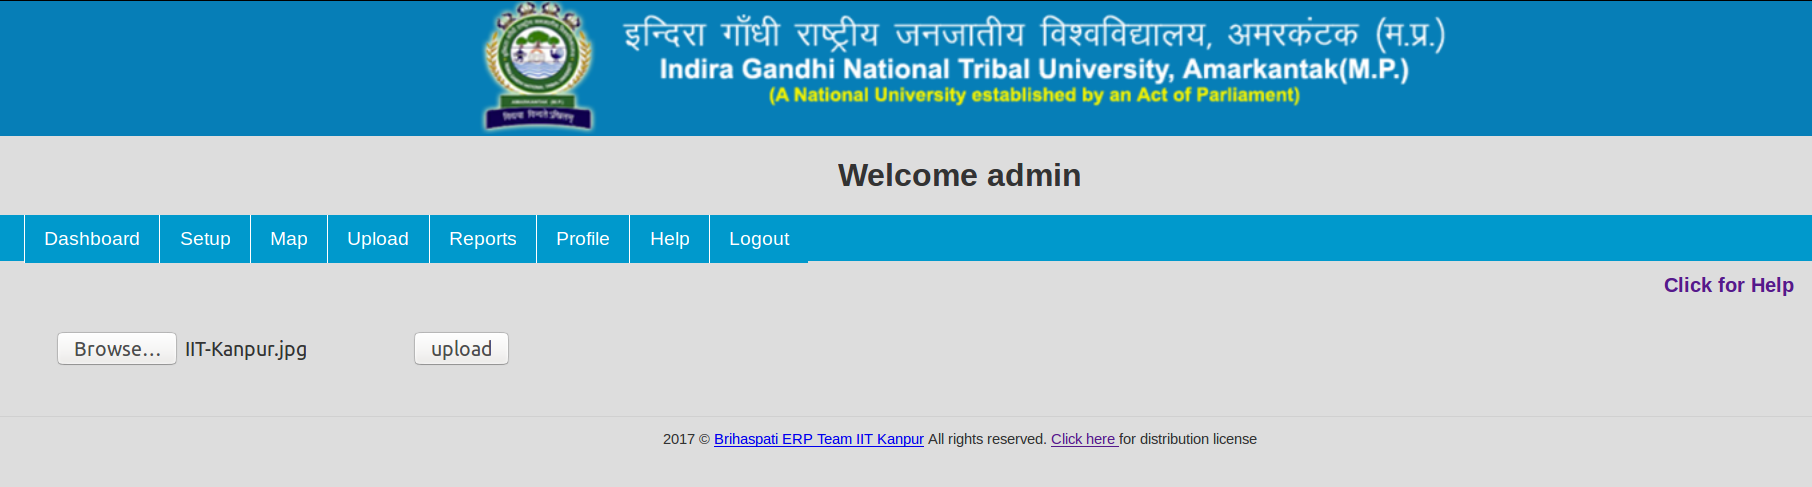 इन्दिरा गाँधी राष्ट्रीय जनजातीय विश्वविद्यालय, अमरकंटक (म.प्र.)
Indira Gandhi National Tribal University, Amarkantak(M.P.)
(A National University established by an Act of Parliament)
Welcome admin
Dashboard Setup Map Upload Reports Profile Help Logout
Click for Help
Browse... IIT-Kanpur.jpg upload
2017 © Brihaspati ERP Team IIT Kanpur All rights reserved. Click here for distribution license